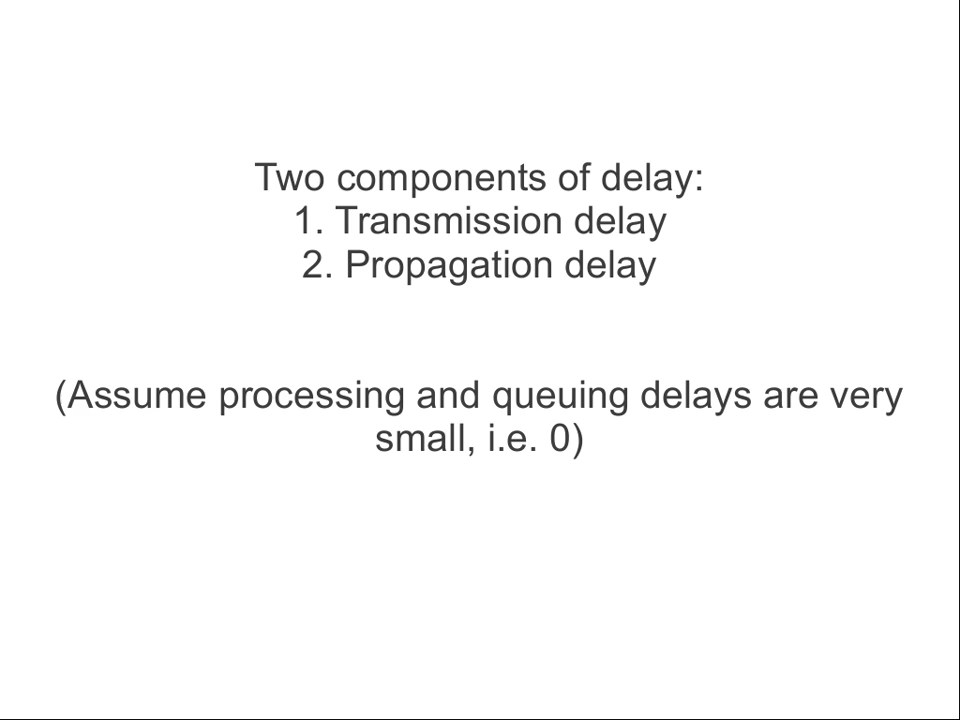 Two components of delay:
1. Transmission delay
2. Propagation delay
(Assume processing and queuing delays are very
small, i.e. 0)